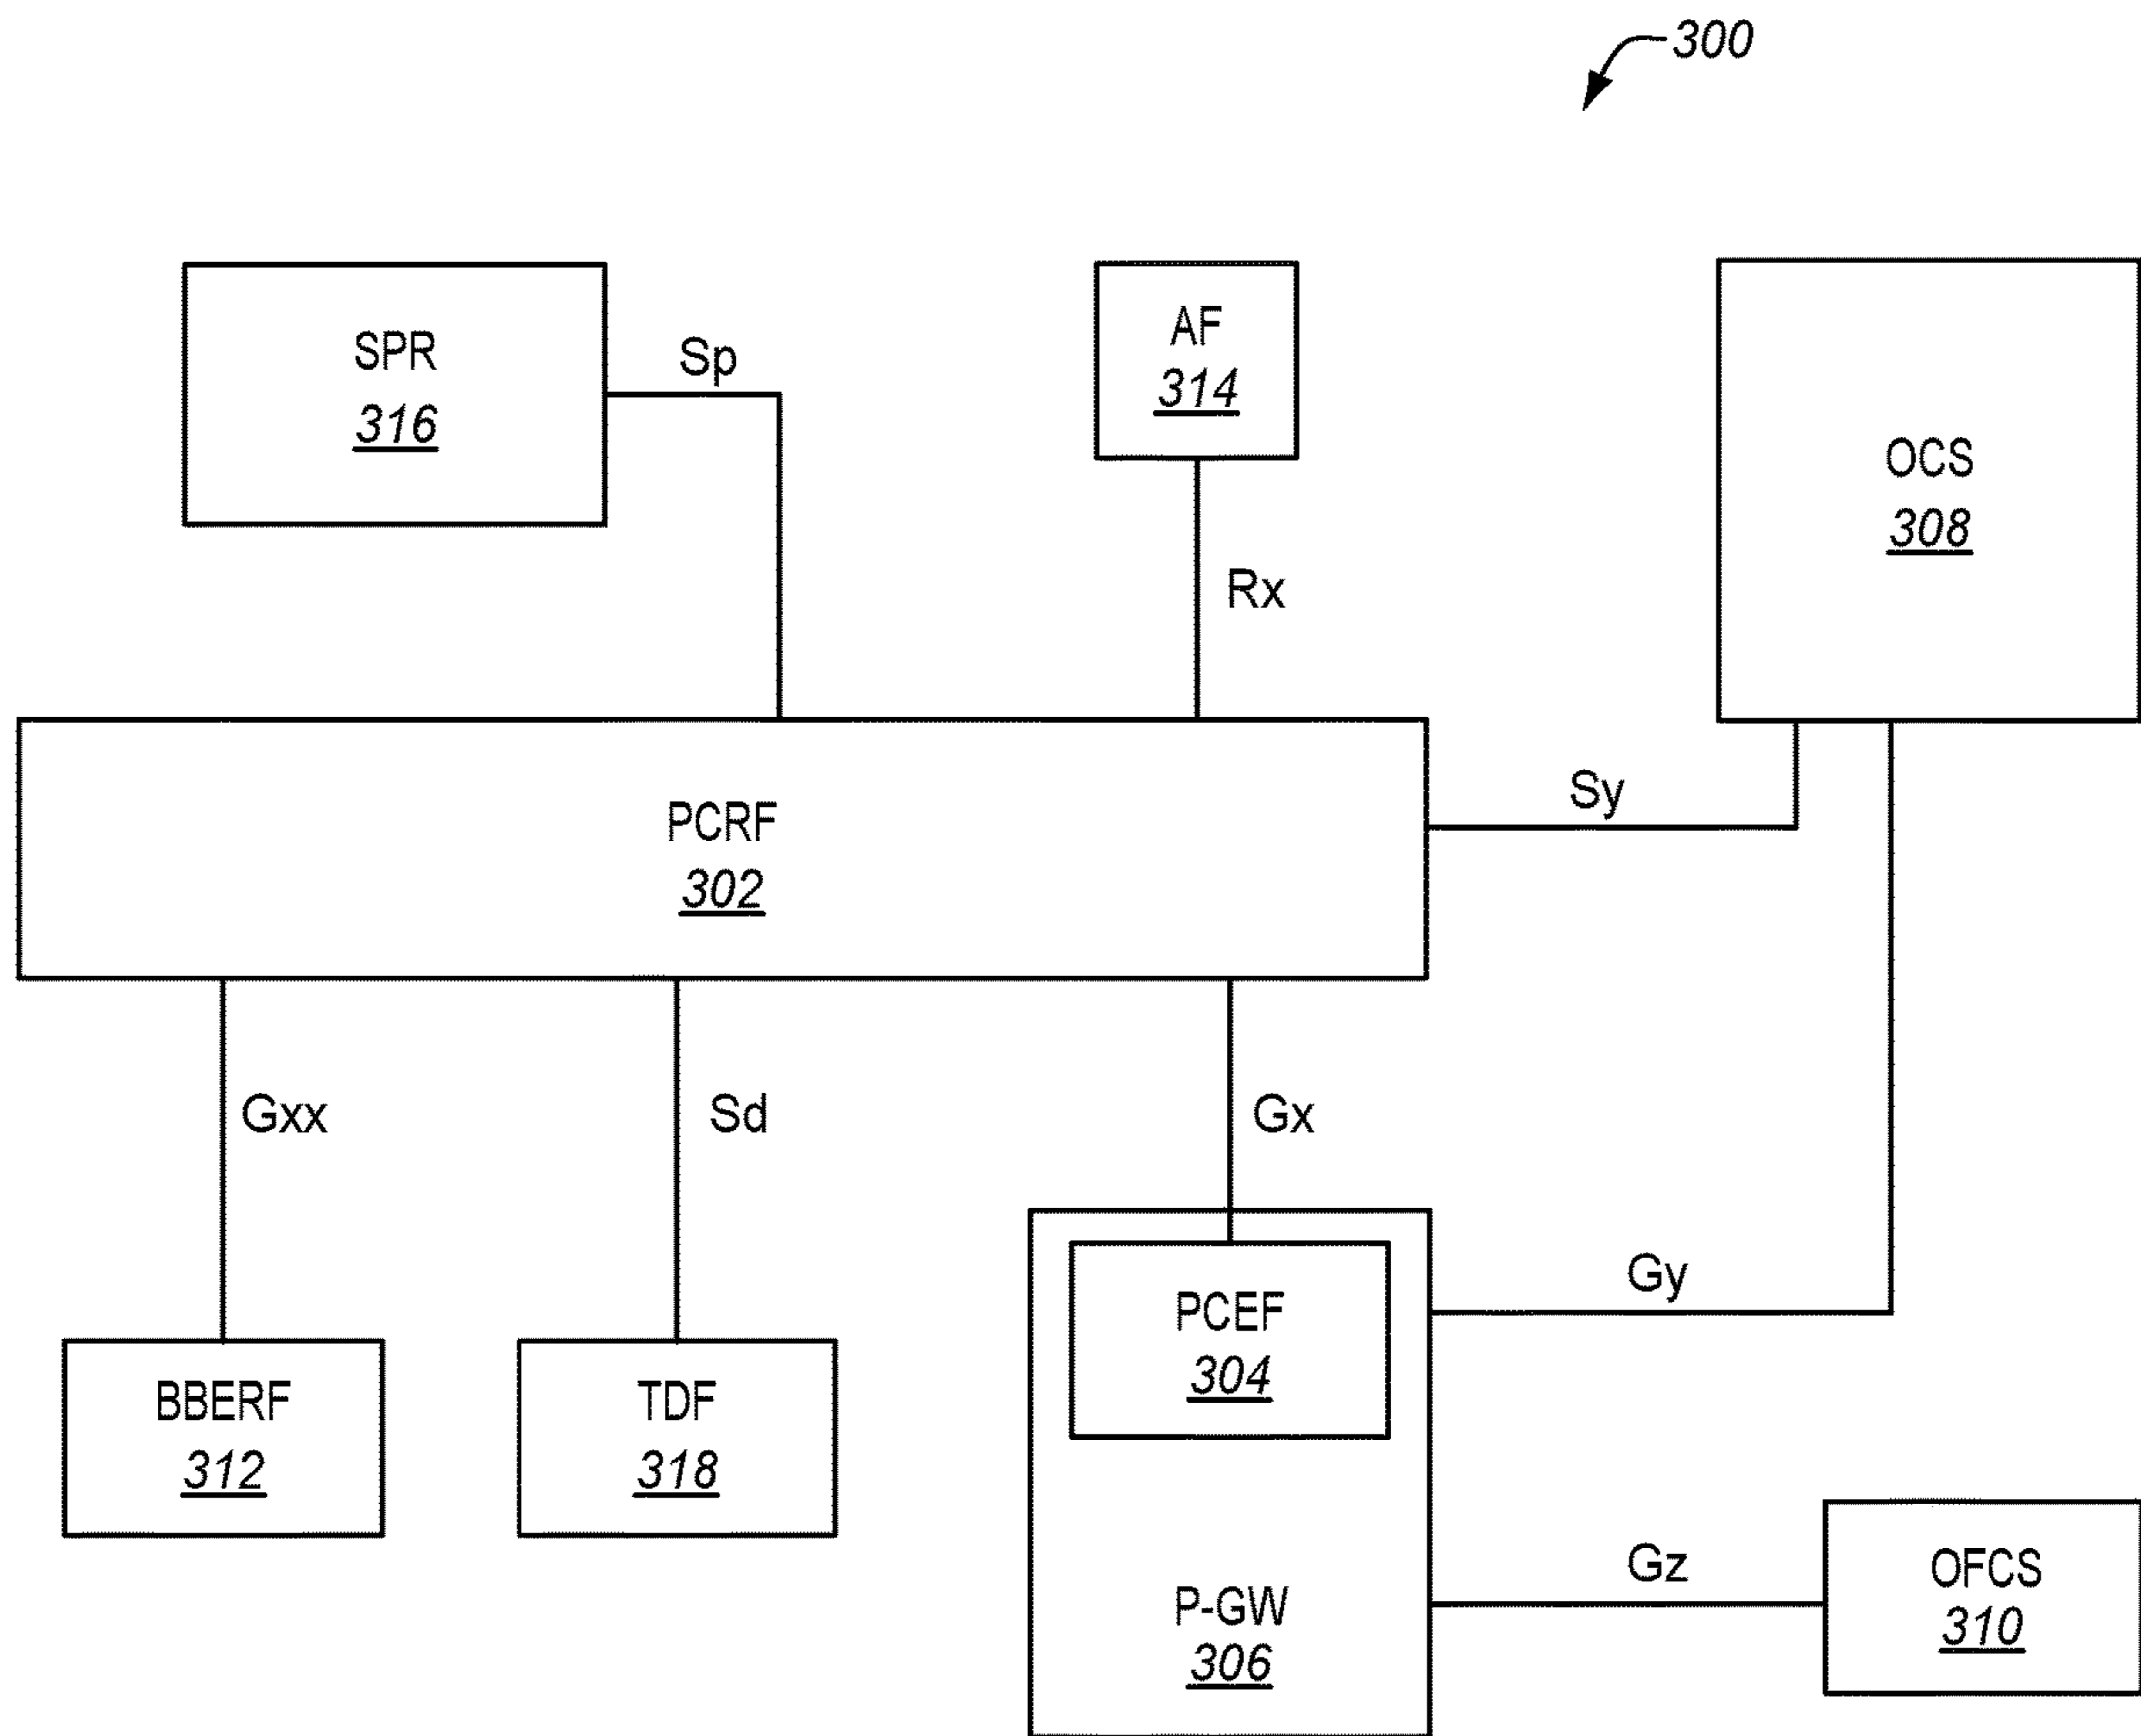 300
SPR
316
Sp
AF
314
OCS
308
Rx
PCRF
302
Sy
Gxx
Sd
Gx
PCEF
304
Gy
BBERF
312
TDF
318
P-GW
306
Gz
OFCS
310